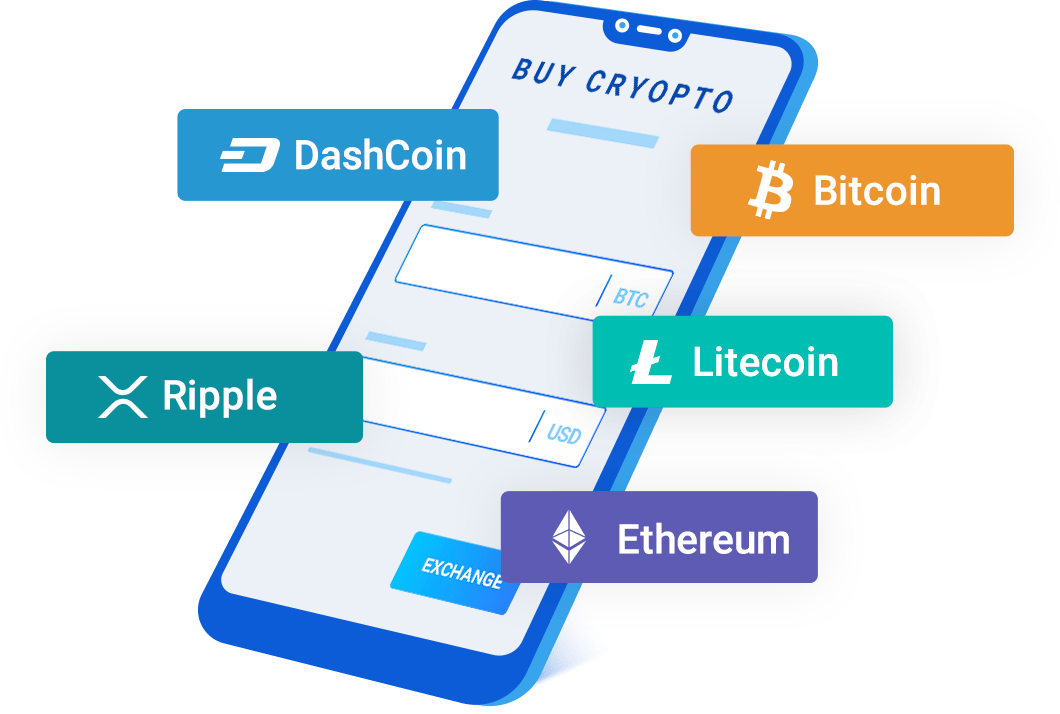 BUY CRYOPTO
DashCoin
Bitcoin
BTC
Litecoin
Ripple
USD
Ethereum
EXCHANGE